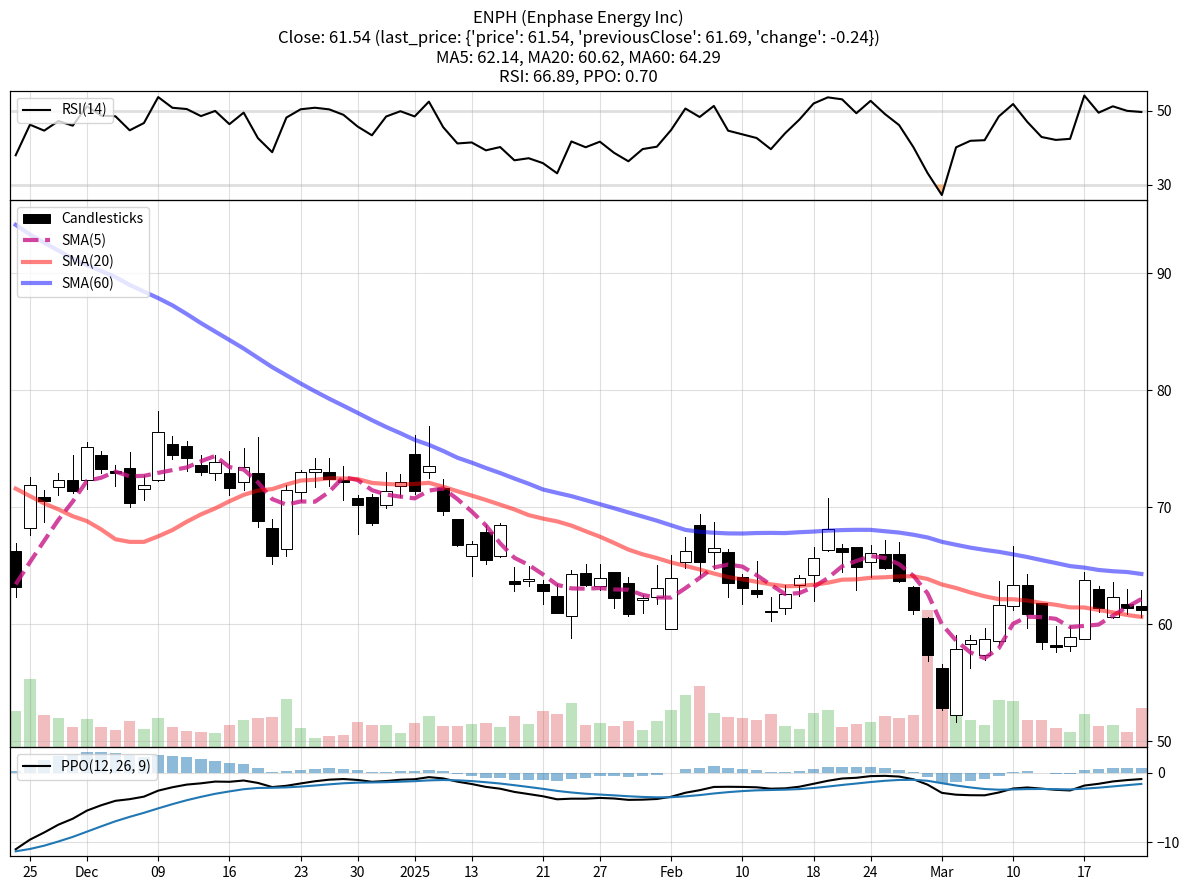 ENPH (Enphase Energy Inc)
Close: 61.54 (last_price: {'price': 61.54, 'previousClose': 61.69, 'change': -0.24})
MA5: 62.14, MA20: 60.62, MA60: 64.29
RSI: 66.89, PPO: 0.70
RSI(14)
50
30
Candlesticks
SMA(5)
SMA(20)
SMA(60)
90
80
70
60
50
PPO(12, 26, 9)
0
−10
25 Dec 09 16 23 30 2025 13 21 27 Feb 10 18 24 Mar 10 17